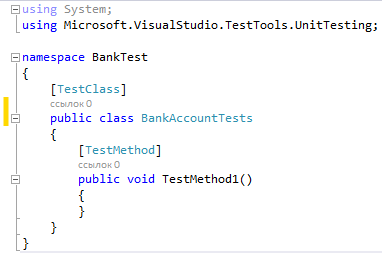 using System;
using Microsoft.VisualStudio.TestTools.UnitTesting;
namespace BankTest
{
[TestClass]
ссылок 0
public class BankAccountTests
{
[TestMethod]
ссылок 0
public void TestMethod1()
{
}
}
}